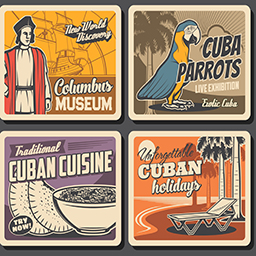 New World
Discovery
Columbus
MUSEUM
CUBA
PARROTS
LIVE EXHIBITION
Exotic Cuba
Traditional
CUBAN CUISINE
TRY
NOW!
Unforgettable
CUBAN
holidays